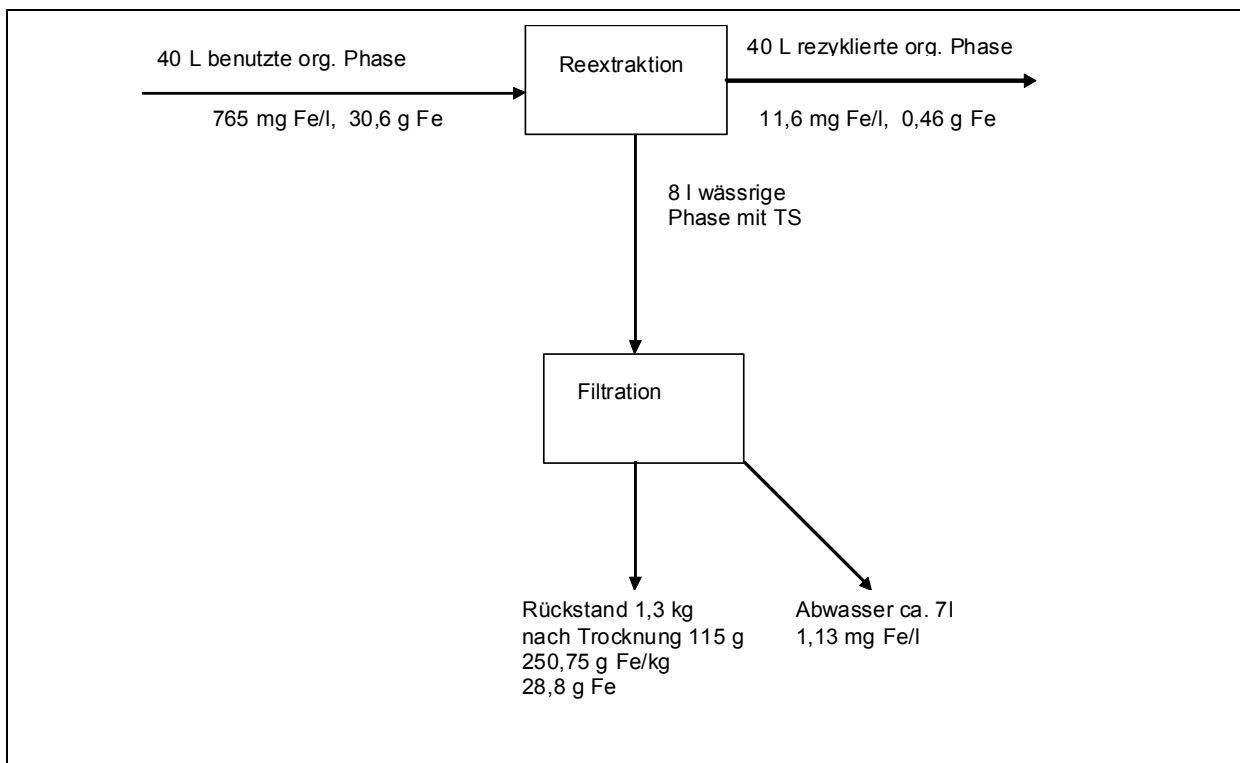 40 L benutzte org. Phase
765 mg Fe/l, 30,6 g Fe
Reextraktion
40 L rezyklierte org. Phase
11,6 mg Fe/l, 0,46 g Fe
8 l wässrige
Phase mit TS
Filtration
Rückstand 1,3 kg
nach Trocknung 115 g
250,75 g Fe/kg
28,8 g Fe
Abwasser ca. 7l
1,13 mg Fe/l